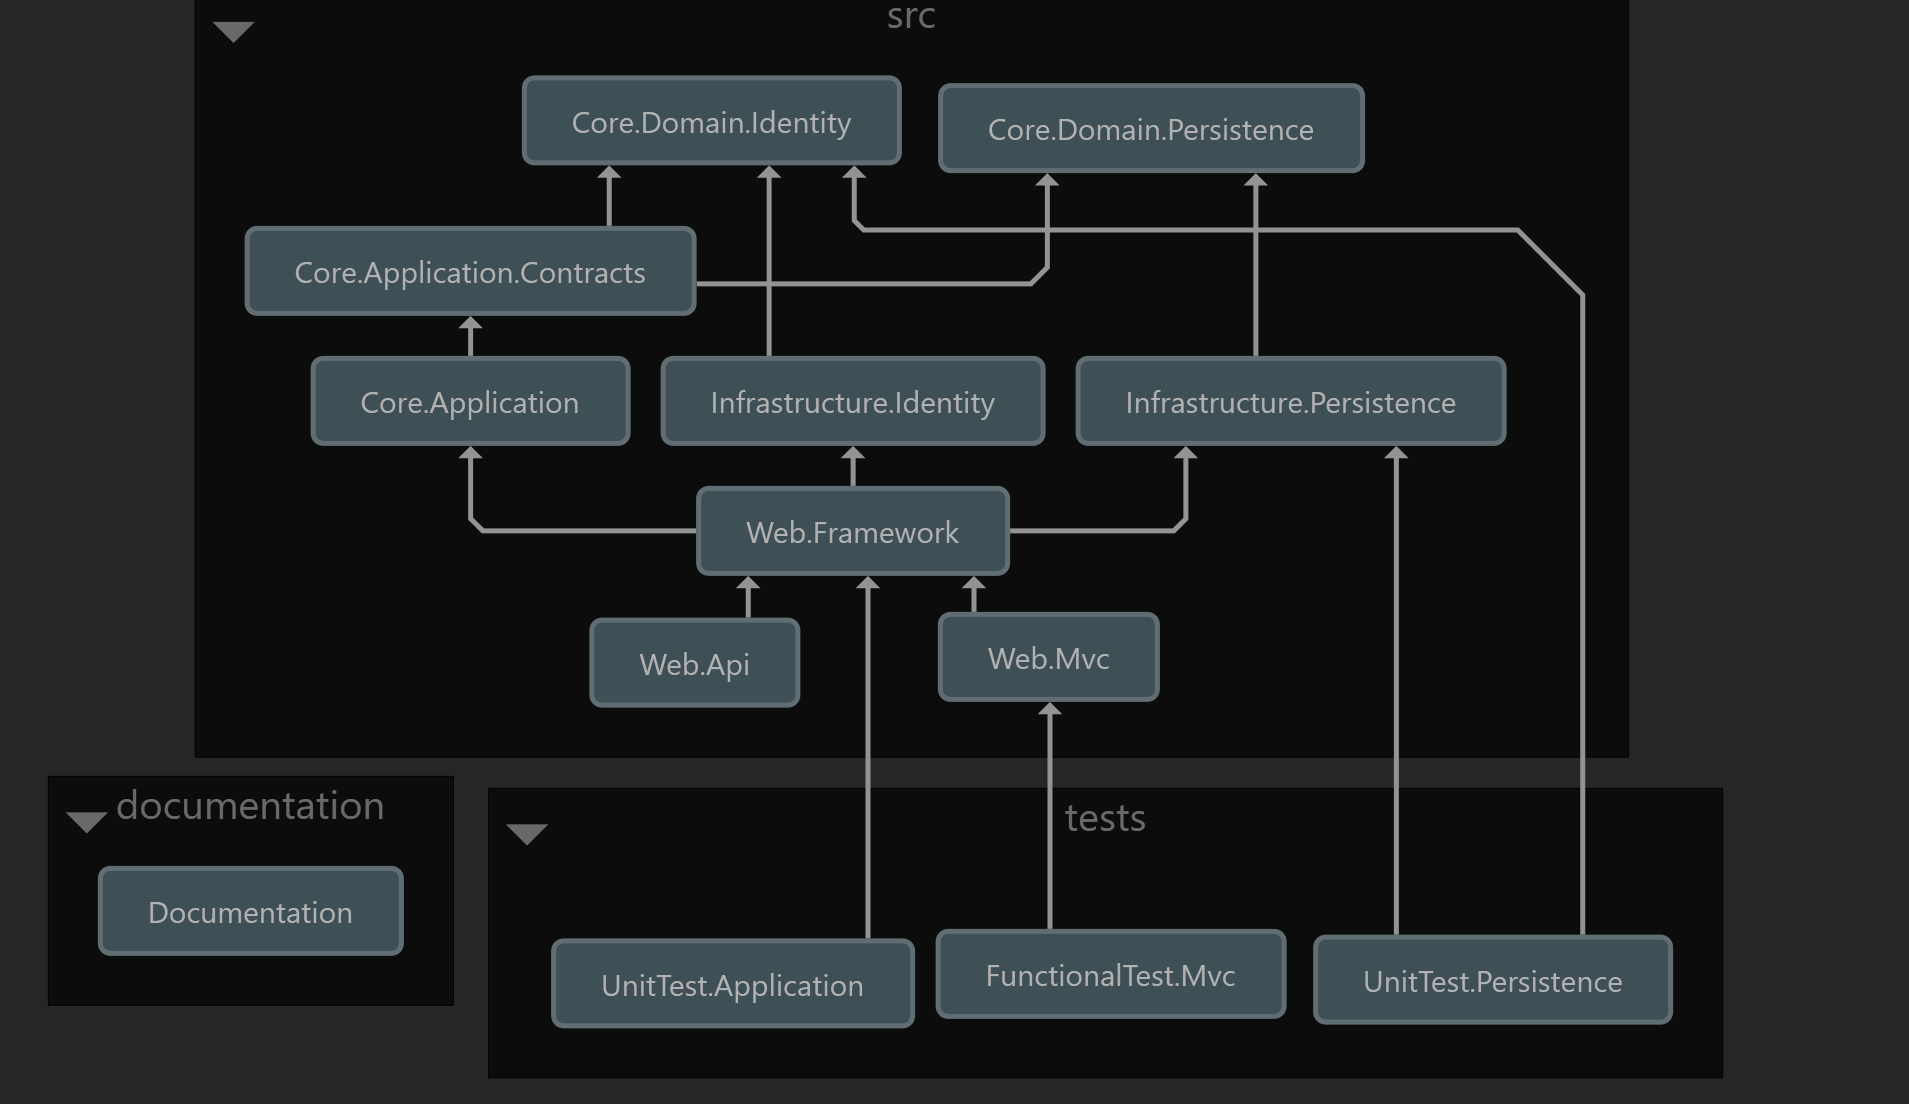 src
Core.Domain.Identity
Core.Domain.Persistence
Core.Application.Contracts
Core.Application
Infrastructure.Identity
Infrastructure.Persistence
Web.Framework
Web.Api
Web.Mvc
documentation
Documentation
tests
UnitTest.Application
FunctionalTest.Mvc
UnitTest.Persistence